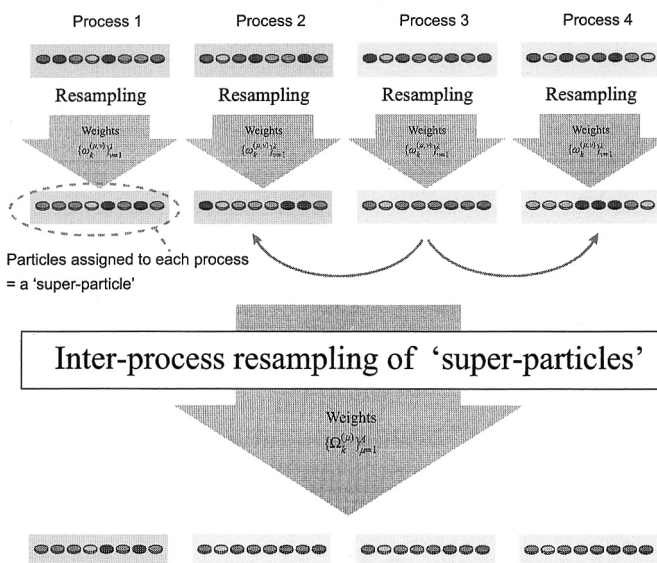 Process 1 Process 2 Process 3 Process 4
Resampling Resampling Resampling Resampling
Weights Weights Weights Weights
Particles assigned to each process
= a ‘super-particle’
Inter-process resampling of ‘super-particles’
Weights